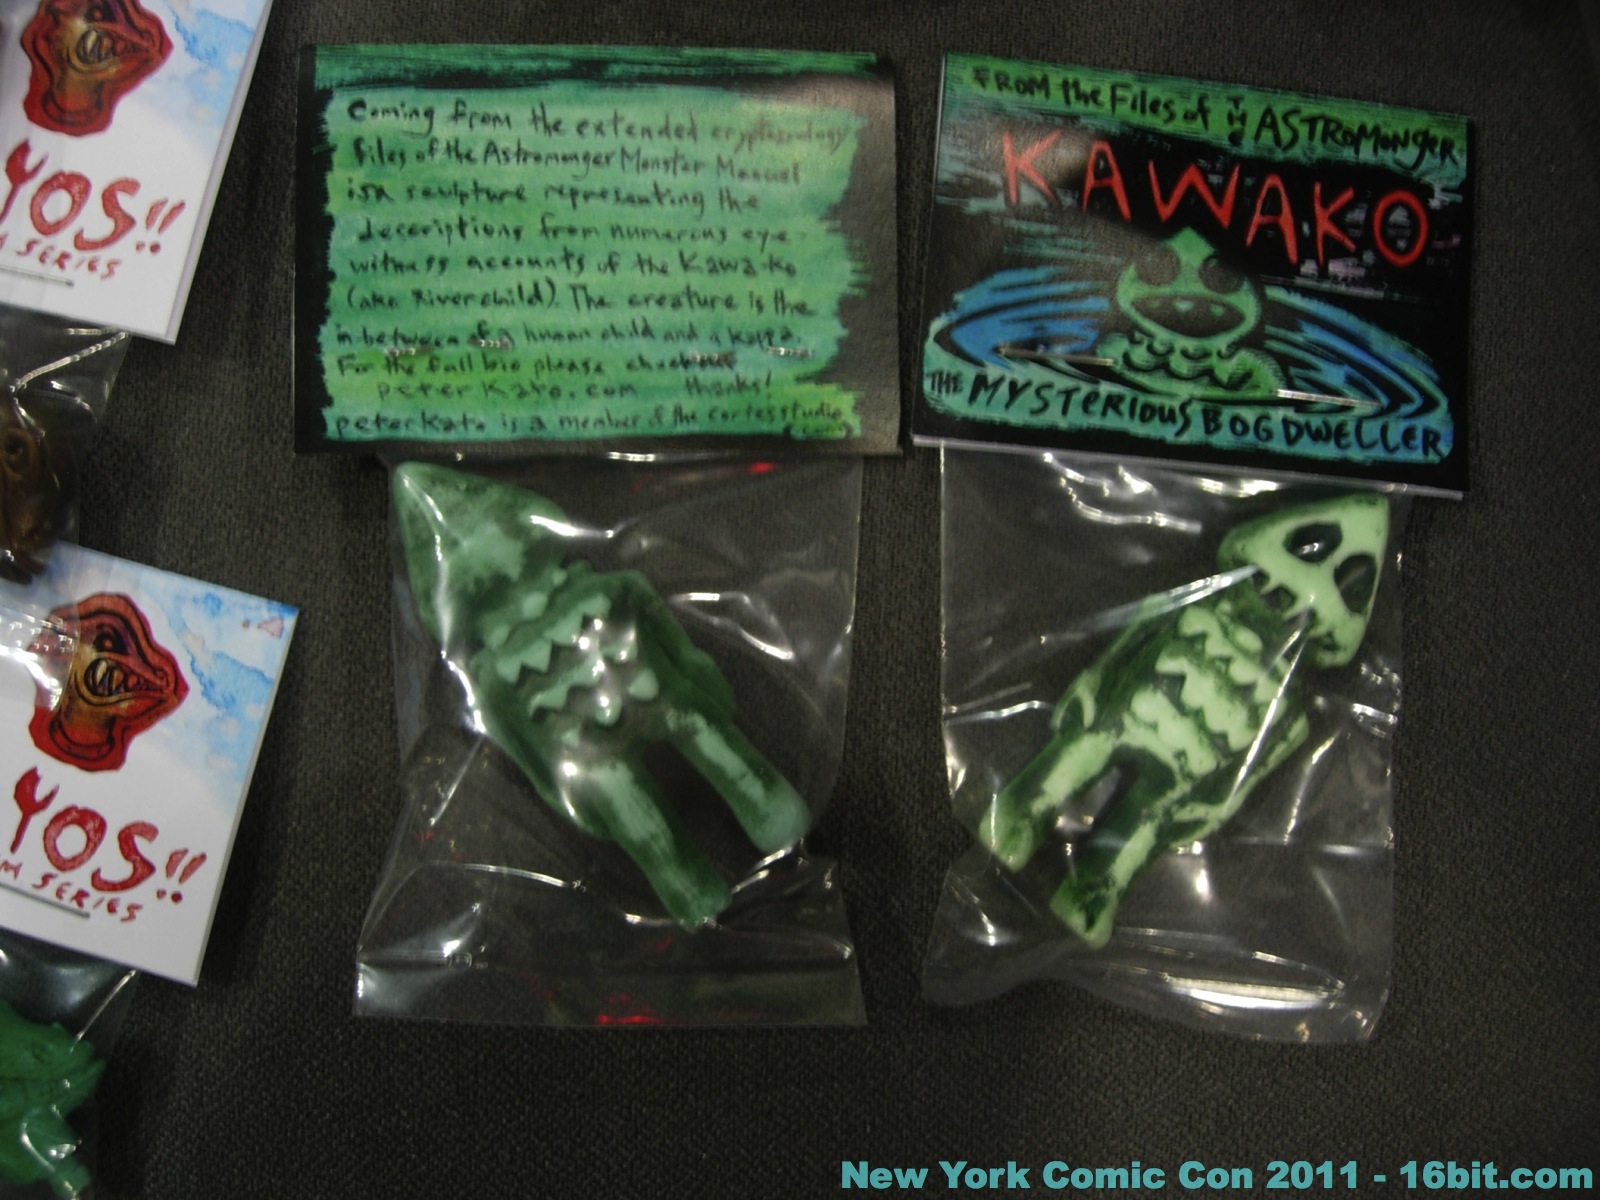 YOS!!
M SERIES
Coming from the extended cryptozoology
files of the Astromonger Monster Manual
is a sculpture representing the
descriptions from numerous eye-
witness accounts of the Kawa-ko
(aka Riverchild). The creature is the
in-between of a human child and a Kappa.
For the full bio please checkout
peterkato.com thanks!
peterkato is a member of the cortesstudio
FROM the Files of THE ASTROMONGER
KAWAKO
THE MYSTERIOUS BOG DWELLER
YOS!!
M SERIES
New York Comic Con 2011 - 16bit.com